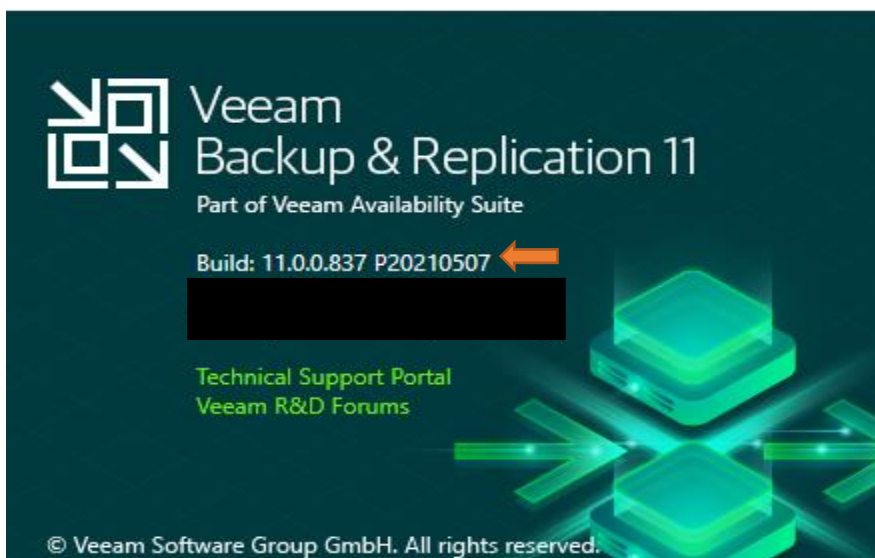 Veeam
Backup & Replication 11
Part of Veeam Availability Suite
Build: 11.0.0.837 P20210507
Technical Support Portal
Veeam R&D Forums
© Veeam Software Group GmbH. All rights reserved.